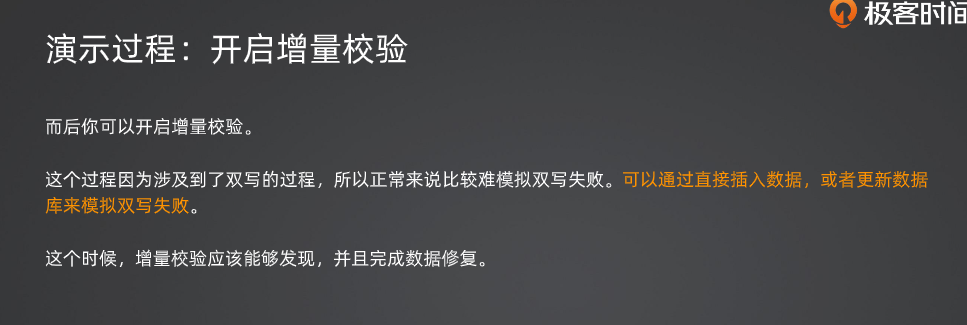 极客时间
演示过程：开启增量校验
而后你可以开启增量校验。
这个过程因为涉及到了双写的过程，所以正常来说比较难模拟双写失败。可以通过直接插入数据，或者更新数据
库来模拟双写失败。
这个时候，增量校验应该能够发现，并且完成数据修复。